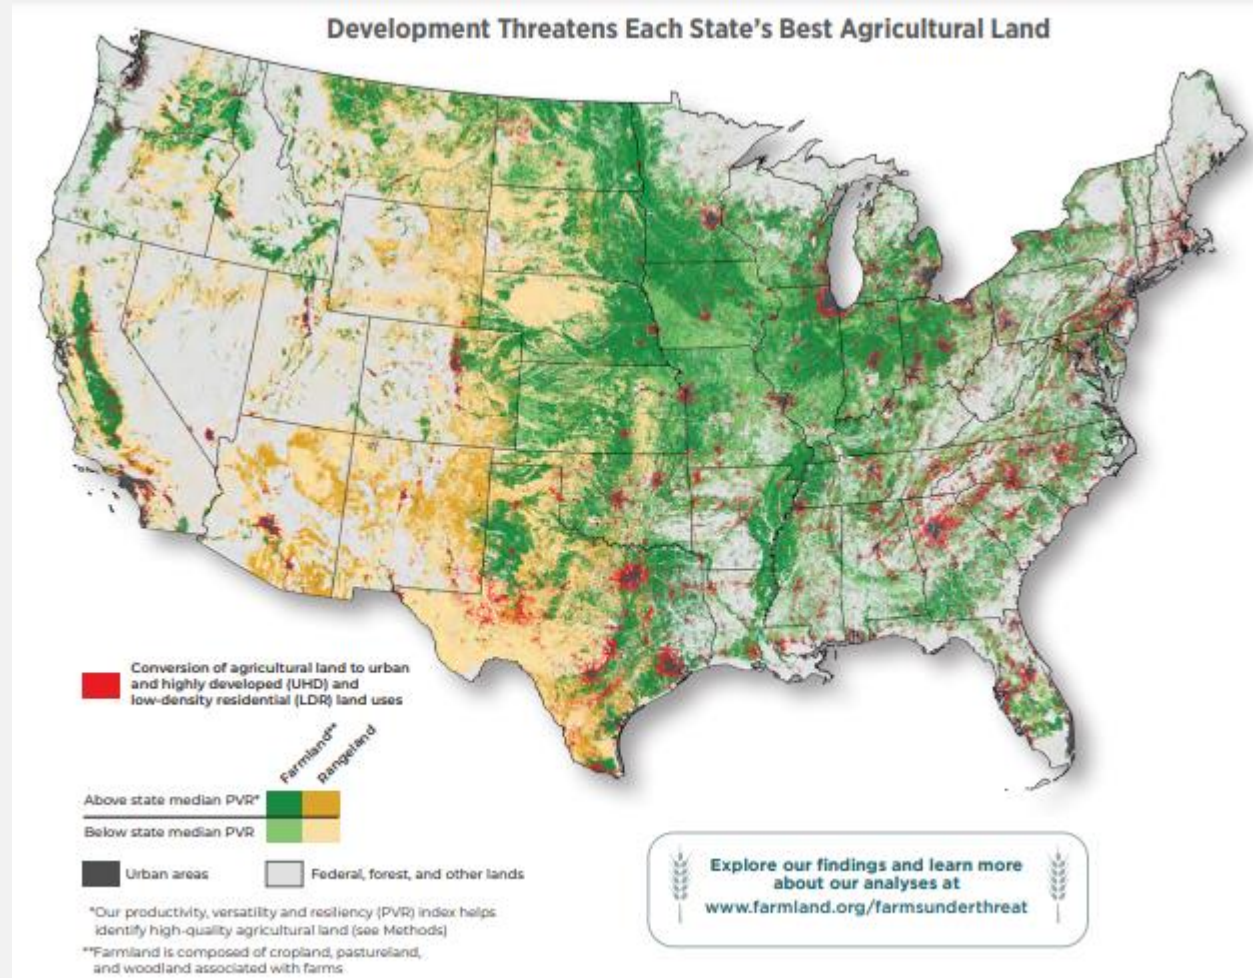 Development Threatens Each State's Best Agricultural Land
Conversion of agricultural land to urban
and highly developed (UHD) and
low-density residential (LDR) land uses
Farmland**
Rangeland
Above state median PVR*
Below state median PVR
Urban areas
Federal, forest, and other lands
*Our productivity, versatility and resiliency (PVR) index helps
identify high-quality agricultural land (see Methods)
**Farmland is composed of cropland, pastureland,
and woodland associated with farms
Explore our findings and learn more
about our analyses at
www.farmland.org/farmsunderthreat